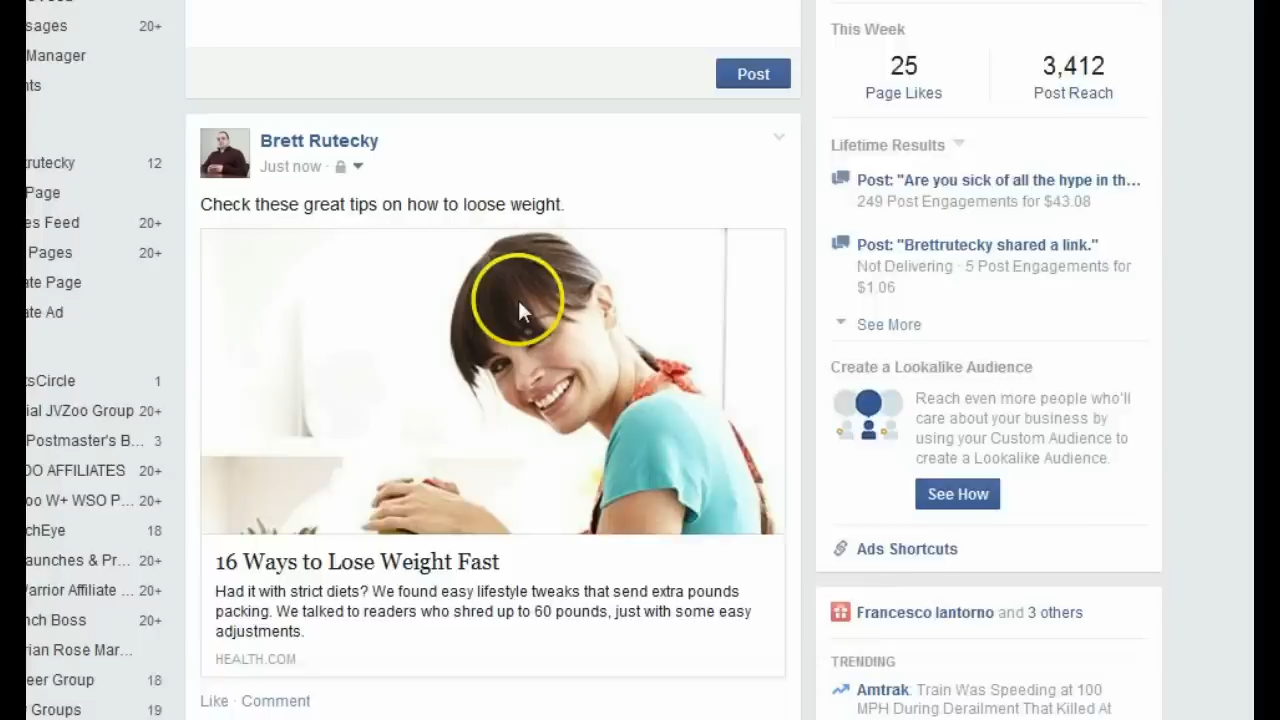 sages 20+
Manager
nts
rutecky 12
Page
es Feed 20+
Pages 20+
ate Page
ate Ad
sCircle 1
ial JVZoo Group 20+
Postmaster's B... 3
OO AFFILIATES 20+
oo W+ WSO P... 20+
chEye 18
aunches & Pr... 20+
arrior Affiliate ... 20+
nch Boss 20+
rian Rose Mar...
eer Group 18
Groups 19
Post
Brett Rutecky
Just now ·
Check these great tips on how to loose weight.
16 Ways to Lose Weight Fast
Had it with strict diets? We found easy lifestyle tweaks that send extra pounds
packing. We talked to readers who shred up to 60 pounds, just with some easy
adjustments.
HEALTH.COM
Like · Comment
This Week
25 3,412
Page Likes Post Reach
Lifetime Results
Post: "Are you sick of all the hype in th...
249 Post Engagements for $43.08
Post: "Brettrutecky shared a link."
Not Delivering · 5 Post Engagements for
$1.06
See More
Create a Lookalike Audience
Reach even more people who'll
care about your business by
using your Custom Audience to
create a Lookalike Audience.
See How
Ads Shortcuts
Francesco Iantorno and 3 others
TRENDING
Amtrak: Train Was Speeding at 100
MPH During Derailment That Killed At